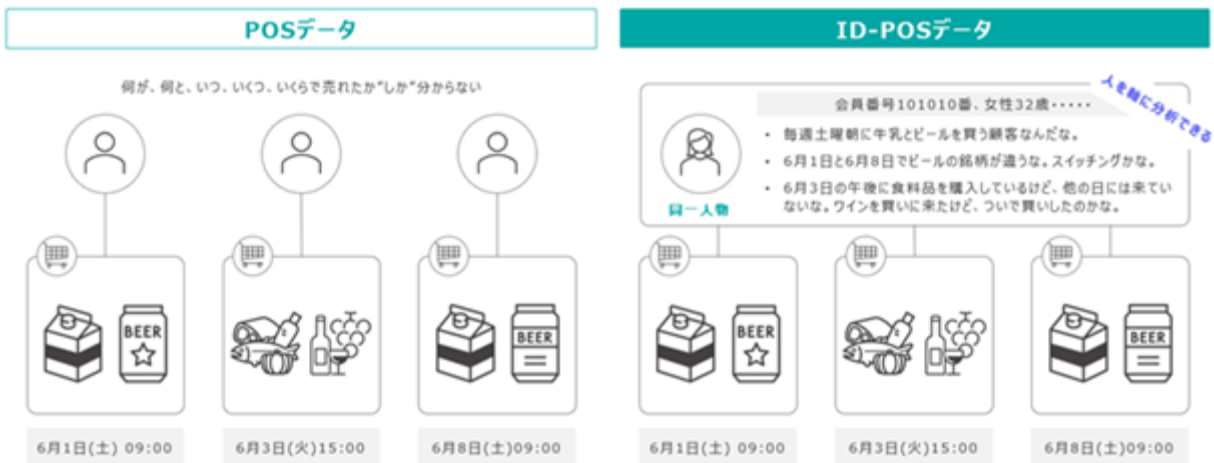 POSデータ
何が、何と、いつ、いくつ、いくらで売れたか"しか"分からない
BEER
6月1日(土) 09:00
6月3日(火)15:00
BEER
6月8日(土)09:00
ID-POSデータ
人を軸に分析できる
会員番号101010番、女性32歳・・・・・
• 毎週土曜朝に牛乳とビールを買う顧客なんだな。
• 6月1日と6月8日でビールの銘柄が違うな。スイッチングかな。
• 6月3日の午後に食料品を購入しているけど、他の日には来てい
ないな。ワインを買いに来たけど、ついで買いしたのかな。
同一人物
BEER
6月1日(土) 09:00
6月3日(火)15:00
BEER
6月8日(土)09:00